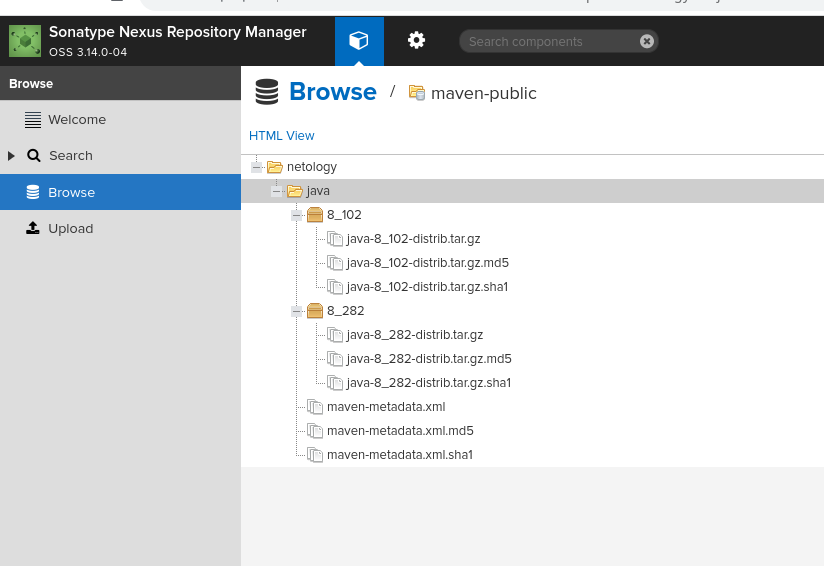 Sonatype Nexus Repository Manager
OSS 3.14.0-04
Search components
Browse
Welcome
Search
Browse
Upload
Browse / maven-public
HTML View
netology
java
8_102
java-8_102-distrib.tar.gz
java-8_102-distrib.tar.gz.md5
java-8_102-distrib.tar.gz.sha1
8_282
java-8_282-distrib.tar.gz
java-8_282-distrib.tar.gz.md5
java-8_282-distrib.tar.gz.sha1
maven-metadata.xml
maven-metadata.xml.md5
maven-metadata.xml.sha1